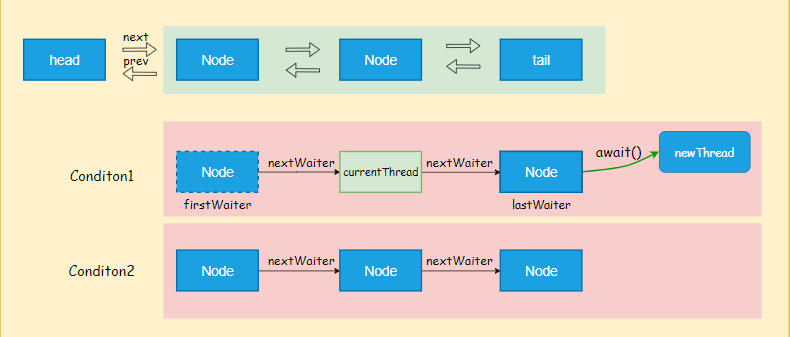 next
head
Node
Node
tail
prev
await()
newThread
Conditon1
Node
nextWaiter
currentThread
nextWaiter
Node
firstWaiter
lastWaiter
Conditon2
Node
nextWaiter
Node
nextWaiter
Node